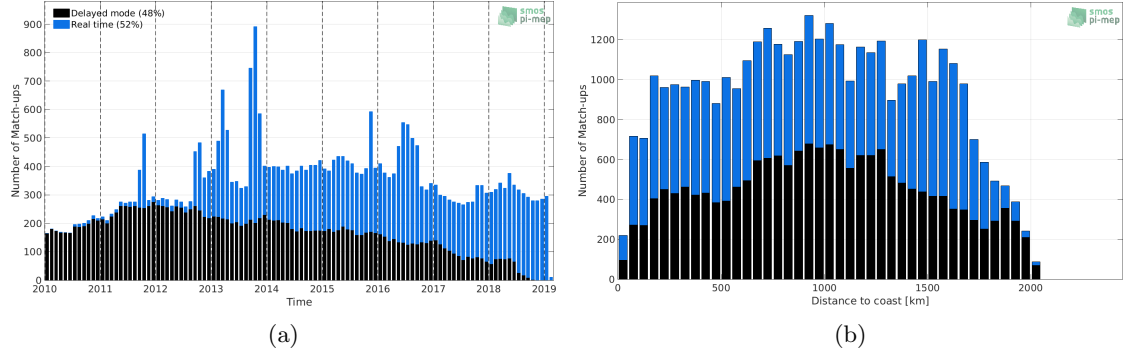 Delayed mode (48%)
Real time (52%)
smos
pi-mep
Number of Match-ups
900
800
700
600
500
400
300
200
100
0
2010 2011 2012 2013 2014 2015 2016 2017 2018 2019
Time
(a)
smos
pi-mep
Number of Match-ups
1200
1000
800
600
400
200
0
0 500 1000 1500 2000
Distance to coast [km]
(b)